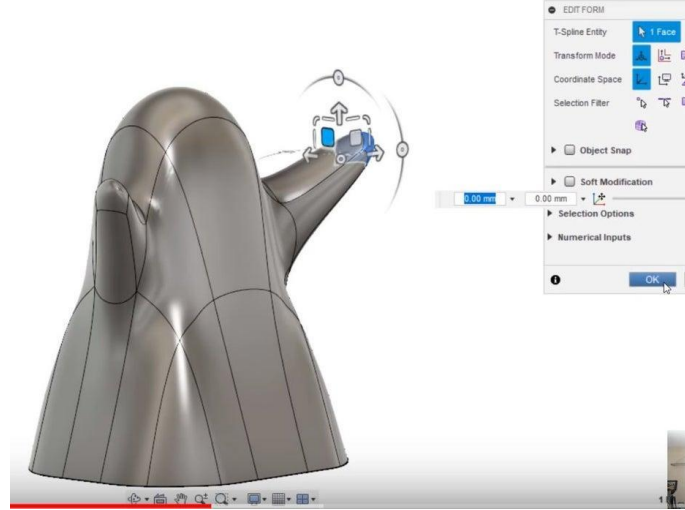 EDIT FORM
T-Spline Entity
1 Face
Transform Mode
Coordinate Space
Selection Filter
Object Snap
Soft Modification
0.00 mm
0.00 mm
Selection Options
Numerical Inputs
OK
1